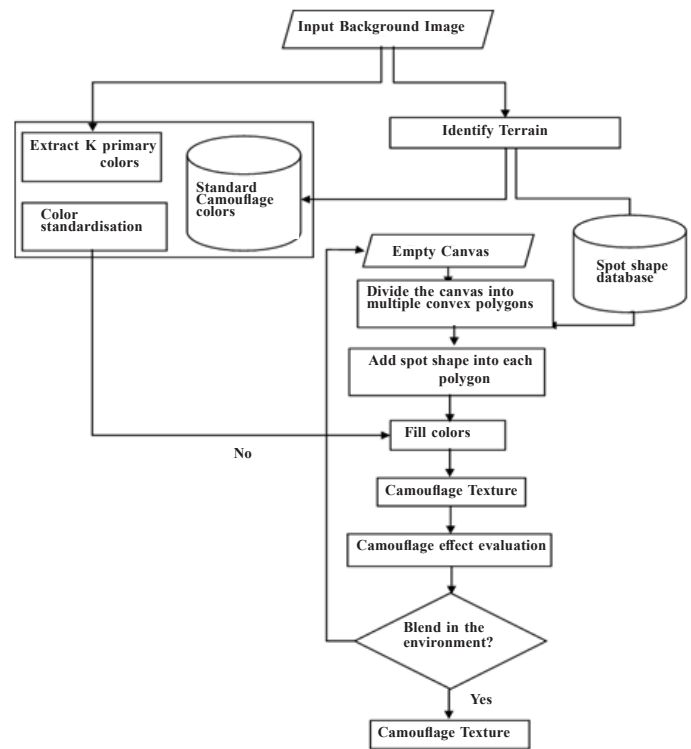 Input Background Image
Extract K primary
colors
Standard
Camouflage
colors
Color
standardisation
Identify Terrain
Spot shape
database
Empty Canvas
Divide the canvas into
multiple convex polygons
Add spot shape into each
polygon
Fill colors
No
Camouflage Texture
Camouflage effect evaluation
Blend in the
environment?
Yes
Camouflage Texture